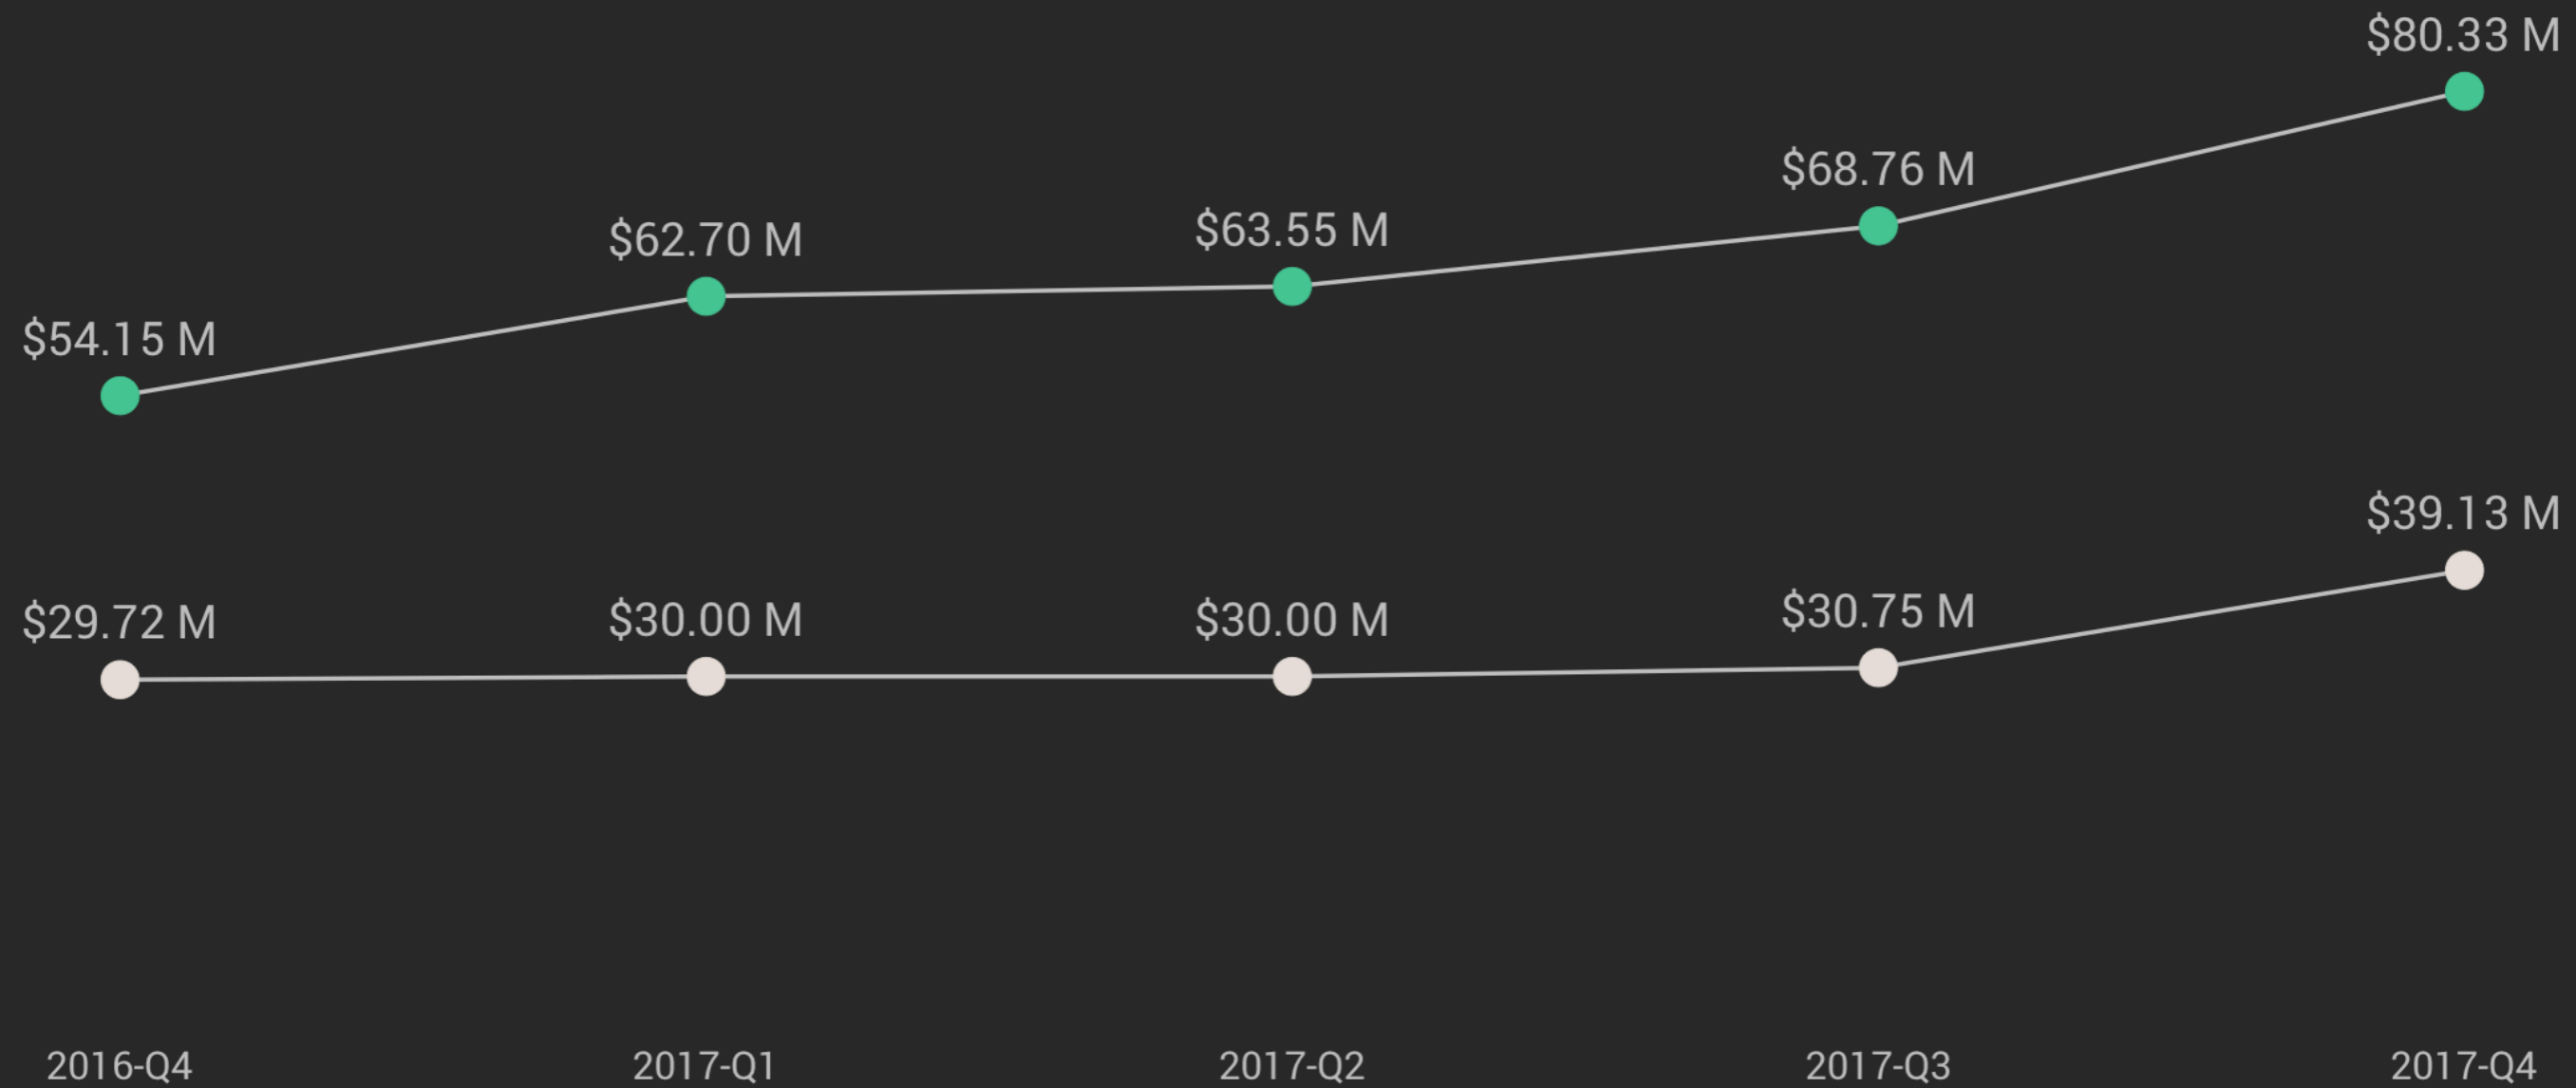 $80.33 M
$68.76 M
$63.55 M
$62.70 M
$54.15 M
$39.13 M
$30.75 M
$30.00 M
$30.00 M
$29.72 M
2016-Q4
2017-Q1
2017-Q2
2017-Q3
2017-Q4